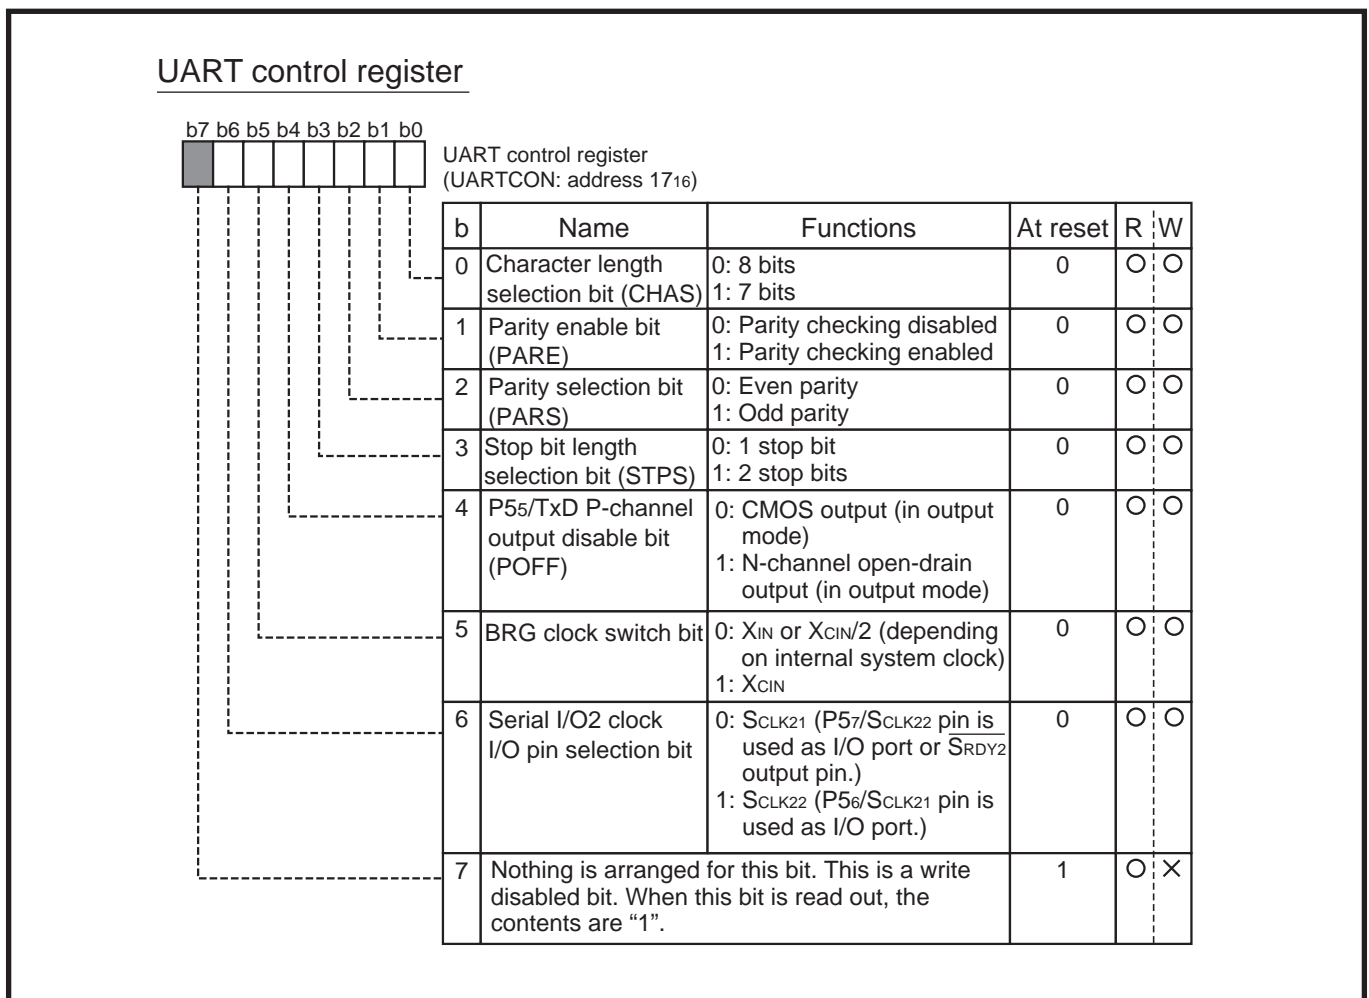 UART control register
b7 b6 b5 b4 b3 b2 b1 b0
UART control register
(UARTCON: address 1716)
b Name Functions At reset R W
0 Character length selection bit (CHAS) 0: 8 bits 1: 7 bits 0 O O
1 Parity enable bit (PARE) 0: Parity checking disabled 1: Parity checking enabled 0 O O
2 Parity selection bit (PARS) 0: Even parity 1: Odd parity 0 O O
3 Stop bit length selection bit (STPS) 0: 1 stop bit 1: 2 stop bits 0 O O
4 P55/TxD P-channel output disable bit (POFF) 0: CMOS output (in output mode) 1: N-channel open-drain output (in output mode) 0 O O
5 BRG clock switch bit 0: XIN or XCIN/2 (depending on internal system clock) 1: XCIN 0 O O
6 Serial I/O2 clock I/O pin selection bit 0: SCLK21 (P57/SCLK22 pin is used as I/O port or SRDY2 output pin.) 1: SCLK22 (P56/SCLK21 pin is used as I/O port.) 0 O O
7 Nothing is arranged for this bit. This is a write disabled bit. When this bit is read out, the contents are “1”. 1 O ×